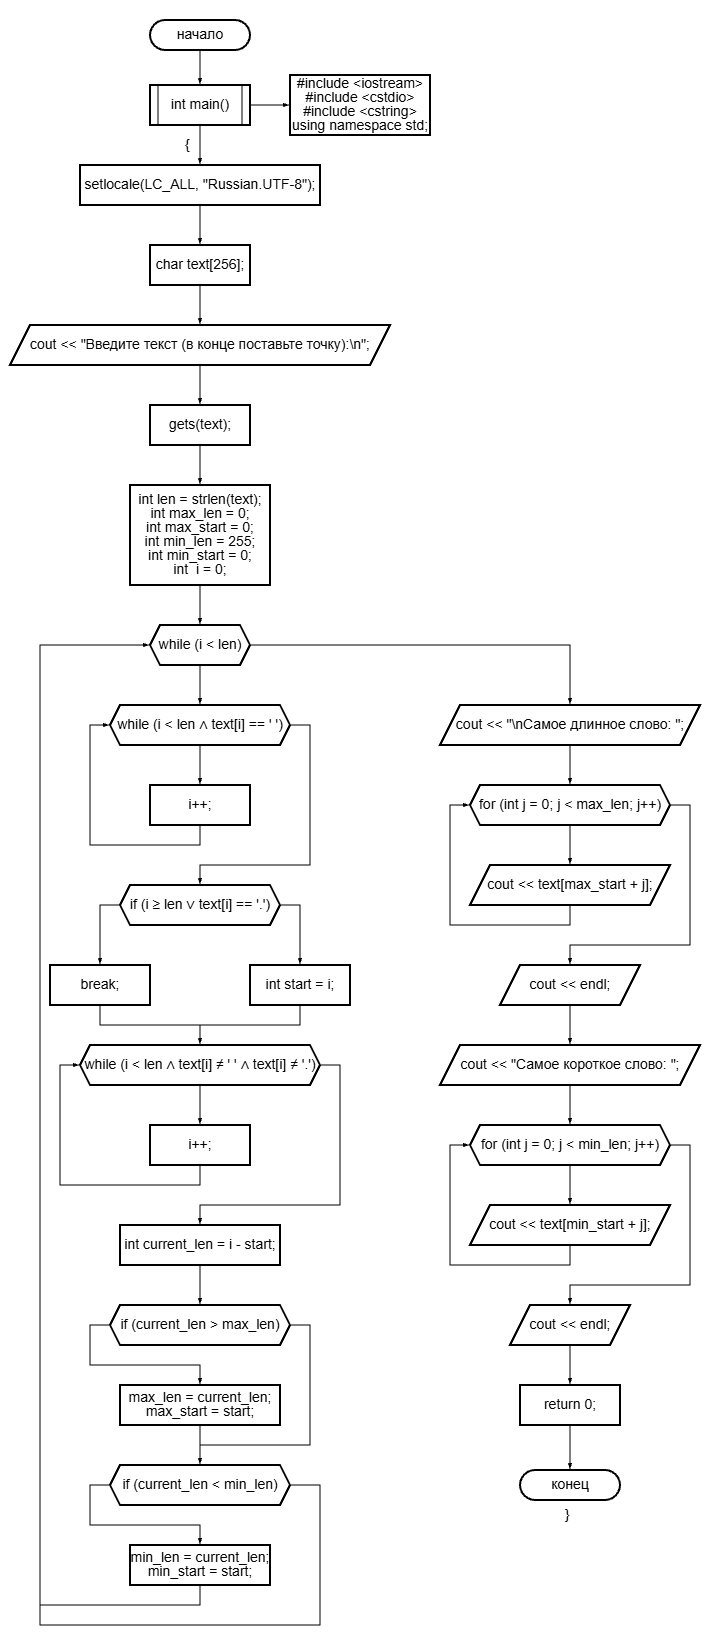 начало
int main()
#include <iostream>
#include <cstdio>
#include <cstring>
using namespace std;
{
setlocale(LC_ALL, "Russian.UTF-8");
char text[256];
cout << "Введите текст (в конце поставьте точку):\n";
gets(text);
int len = strlen(text);
int max_len = 0;
int max_start = 0;
int min_len = 255;
int min_start = 0;
int  i = 0;
while (i < len)
while (i < len ∧ text[i] == ' ')
i++;
if (i ≥ len ∨ text[i] == '.')
break;
int start = i;
while (i < len ∧ text[i] ≠ ' ' ∧ text[i] ≠ '.')
i++;
int current_len = i - start;
if (current_len > max_len)
max_len = current_len;
max_start = start;
if (current_len < min_len)
min_len = current_len;
min_start = start;
cout << "\nСамое длинное слово: ";
for (int j = 0; j < max_len; j++)
cout << text[max_start + j];
cout << endl;
cout << "Самое короткое слово: ";
for (int j = 0; j < min_len; j++)
cout << text[min_start + j];
cout << endl;
return 0;
конец
}